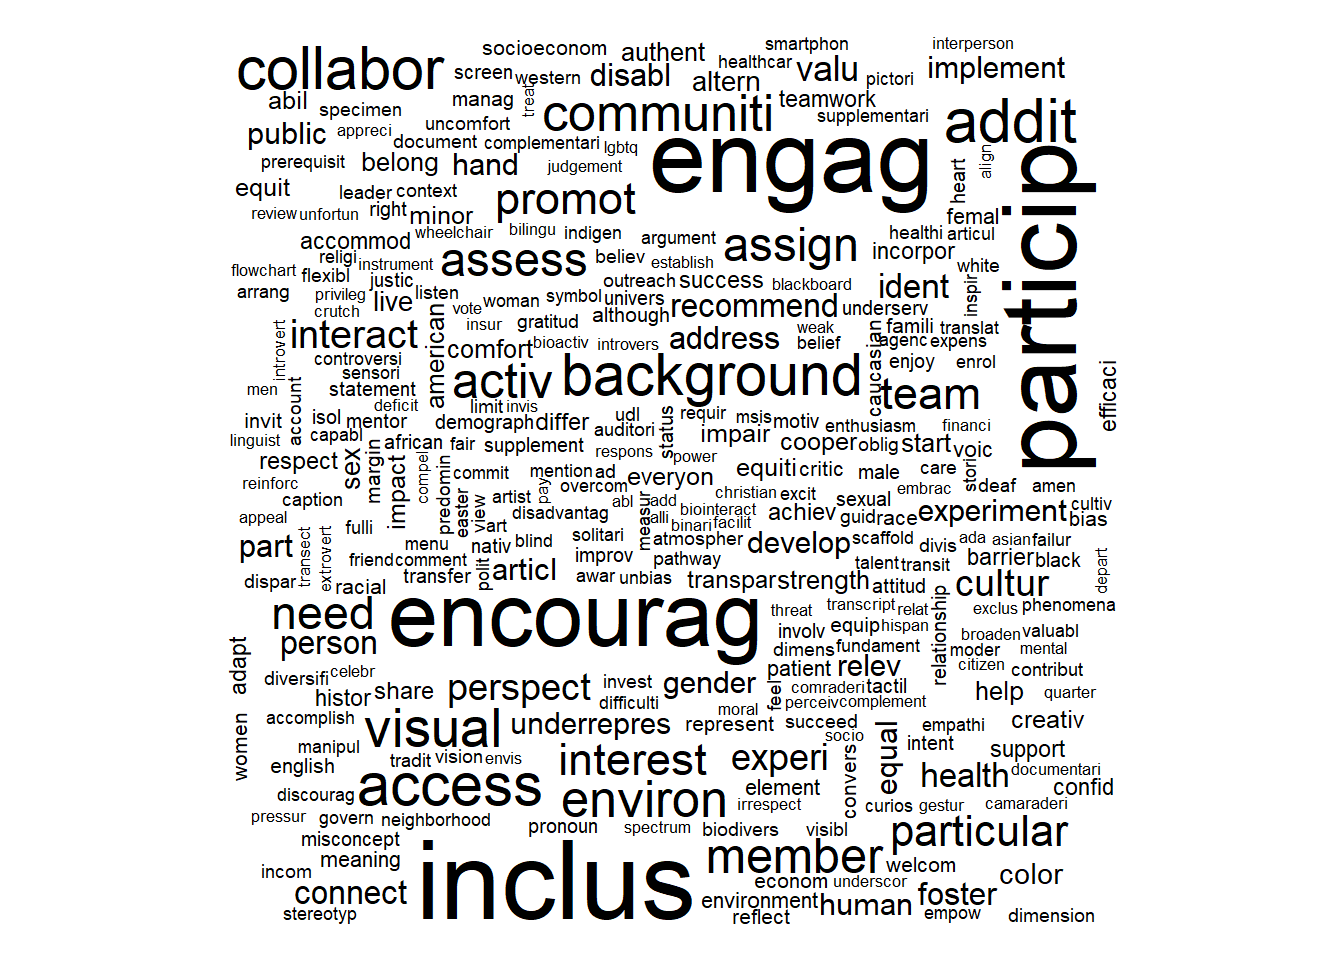 collabor socioeconom authent smartphon interperson
screen western disabl healthcar altern valu pictori implement
abil specimen manag treat communiti teamwork supplementari addit
public appreci uncomfort document complementari lgbtq engag particip
prerequisit belong hand judgement heart align
equit leader context promot
review unfortun right minor femal
accommod wheelchair bilingu indigen argument assign healthi articul incorpor
religi instrument assess believ establish white
flowchart flexibl justic outreach success blackboard ident inspir
arrang privileg live listen woman symbol univers recommend underserv
crutch vote gratitud although
interact insur bioactiv introvers address weak belief caucasian famili translat agenc expens
introvert controversi american comfort enjoy enrol
sensori activ background team efficaci
men statement deficit
invit account isol mentor limit invis demograph differ udl auditori status requir msis motiv enthusiasm financi
linguist capabl african fair supplement respons impair cooper oblig start voic
respect sex margin impact compel commit mention ad power everyon equiti critic male care stori deaf amen
reinforc caption predomin easter view artist pay overcom abl add christian excit sexual embrac cultiv
appeal fulli art disadvantag measur alli binari biointeract facilit achiev guid race experiment bias
part transect extrovert friend menu comment nativ blind solitari improv atmospher develop scaffold divis ada asian failur
dispar racial transfer polit articl awar unbias pathway transpar strength talent attitud transit barrier black depart
need encourag threat transcript relat cultur exclus phenomena
person involv equip hispan relationship broaden valuabl
adapt dimens fundament moder mental
diversifi celebr patient relev citizen contribut
histor share perspect invest gender feel comraderi tactil help quarter
difficulti moral perceiv complement
women accomplish visual underrepres represent succeed equal empathi creativ
manipul socio intent support
english tradit vision envis interest experi convers health documentari
discourag access environ element irrespect curios gestur confid camaraderi
pressur govern neighborhood pronoun spectrum biodivers visibl particular
misconcept
incom meaning inclus member welcom
connect econom underscor foster color
stereotyp environment reflect human empow dimension